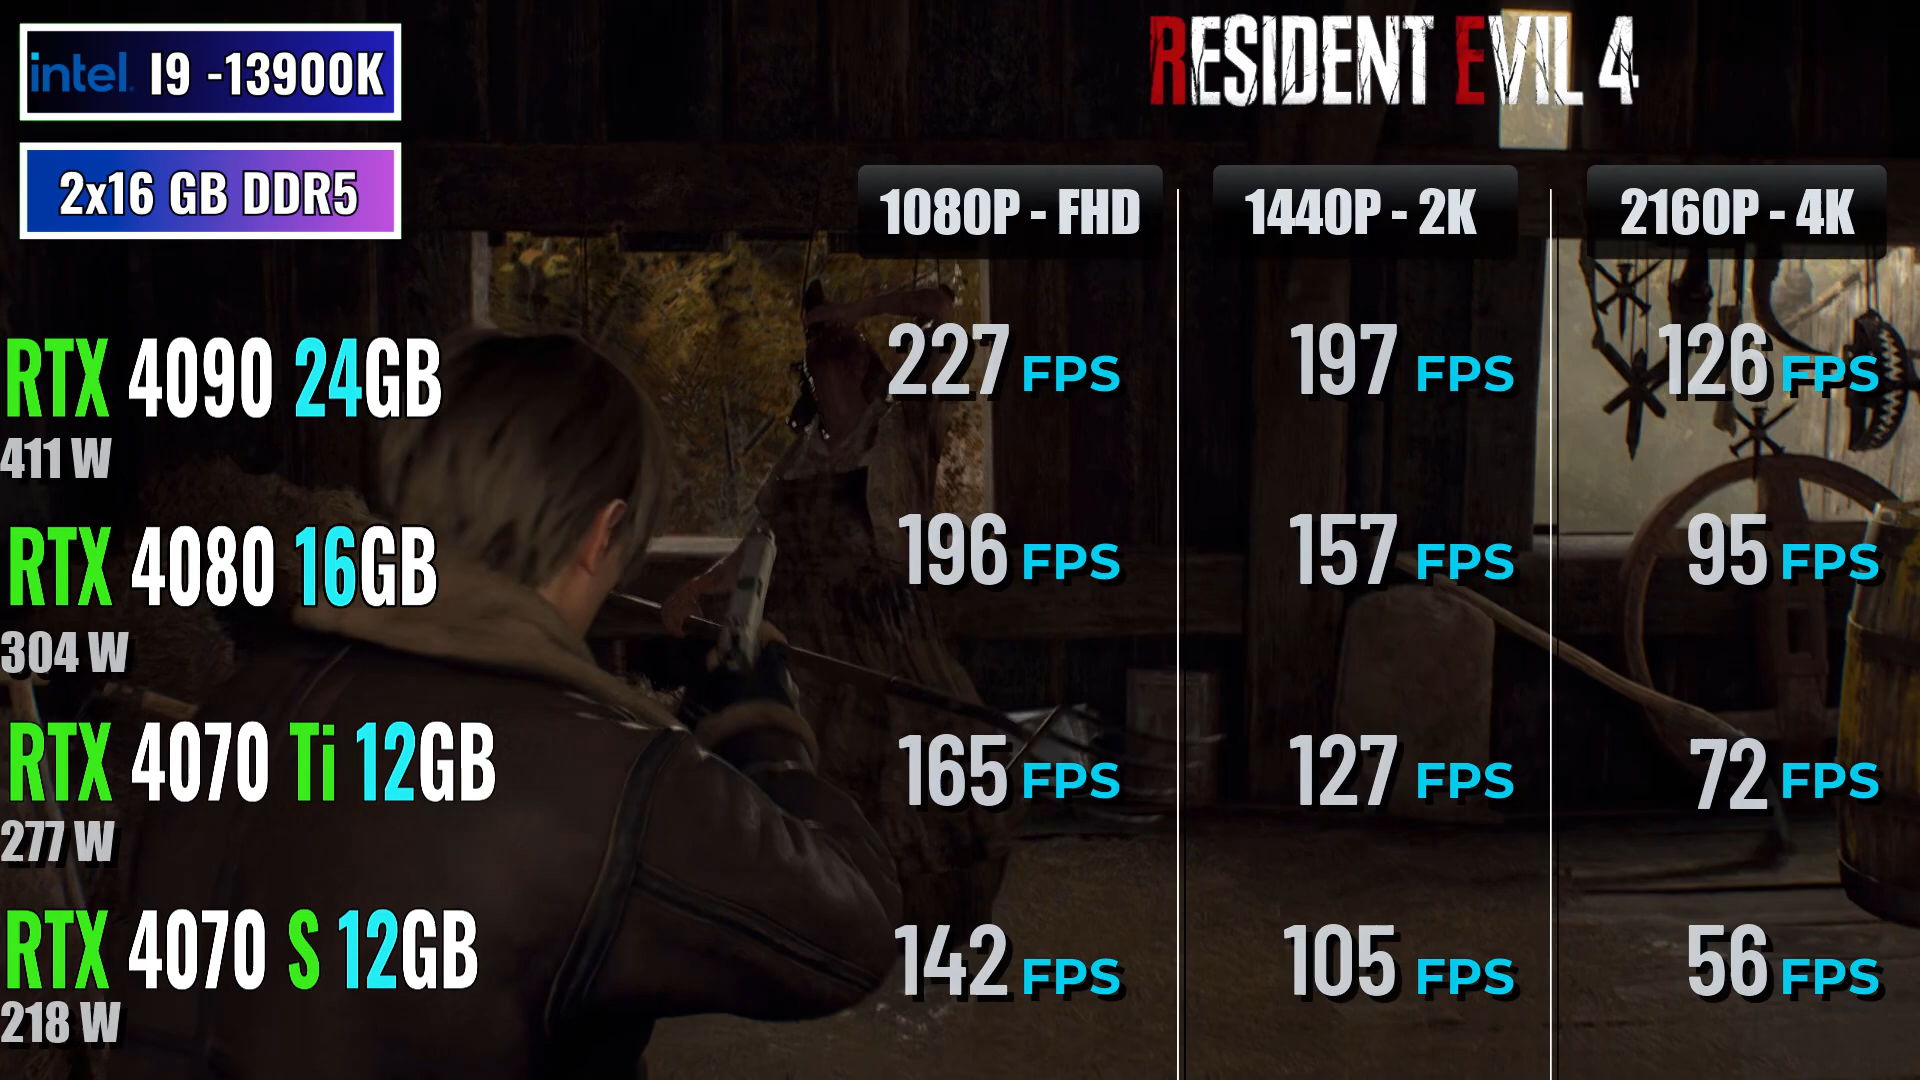 intel. I9 -13900K
RESIDENT EVIL 4
2x16 GB DDR5
1080P - FHD 1440P - 2K 2160P - 4K
RTX 4090 24GB 227 FPS 197 FPS 126 FPS
411 W
RTX 4080 16GB 196 FPS 157 FPS 95 FPS
304 W
RTX 4070 Ti 12GB 165 FPS 127 FPS 72 FPS
277 W
RTX 4070 S 12GB 142 FPS 105 FPS 56 FPS
218 W